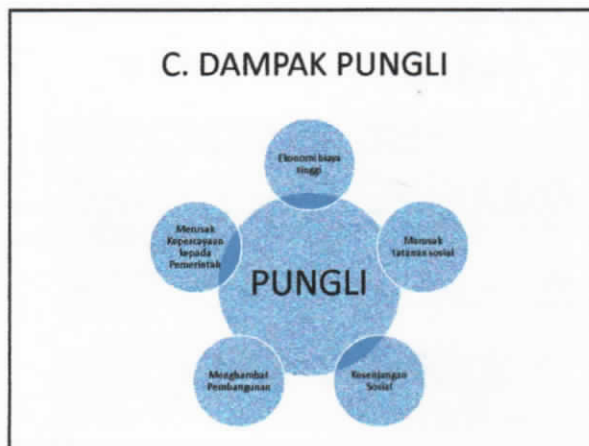 C. DAMPAK PUNGLI
Ekonomi biaya
tinggi
Merusak
tatanan sosial
Kesenjangan
Sosial
Menghambat
Pembangunan
Merusak
Kepercayaan
kepada
Pemerintah
PUNGLI